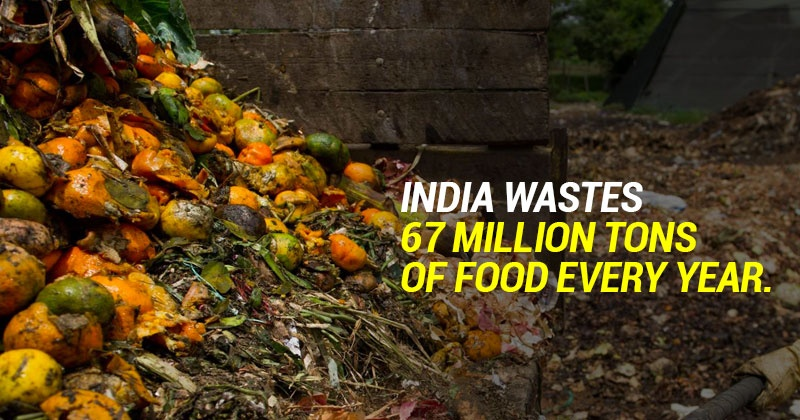 INDIA WASTES
67 MILLION TONS
OF FOOD EVERY YEAR.